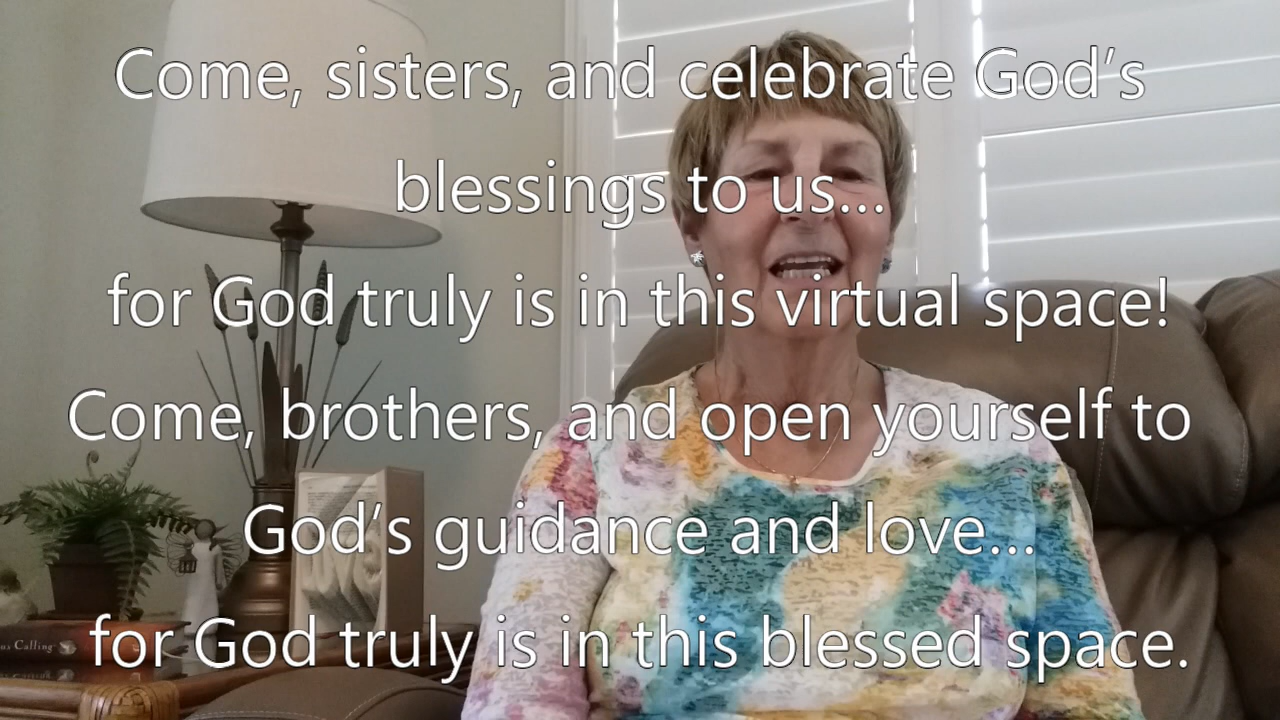 Come, sisters, and celebrate God's
blessings to us...
for God truly is in this virtual space!
Come, brothers, and open yourself to
God's guidance and love...
for God truly is in this blessed space.
Calling